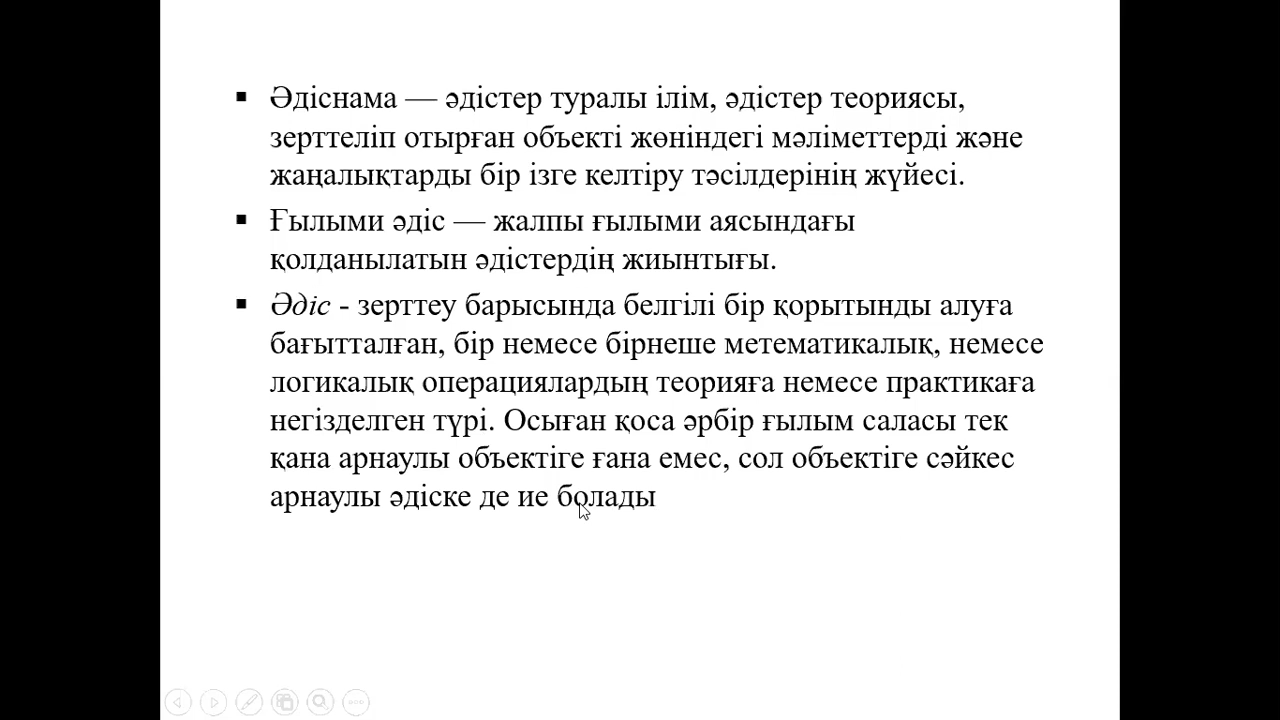 ▪ Әдіснама — әдістер туралы ілім, әдістер теориясы,
зерттеліп отырған объекті жөніндегі мәліметтерді және
жаңалықтарды бір ізге келтіру тәсілдерінің жүйесі.
▪ Ғылыми әдіс — жалпы ғылыми аясындағы
қолданылатын әдістердің жиынтығы.
▪ Әдіс - зерттеу барысында белгілі бір қорытынды алуға
бағытталған, бір немесе бірнеше метематикалық, немесе
логикалық операциялардың теорияға немесе практикаға
негізделген түрі. Осыған қоса әрбір ғылым саласы тек
қана арнаулы объектіге ғана емес, сол объектіге сәйкес
арнаулы әдіске де ие болады